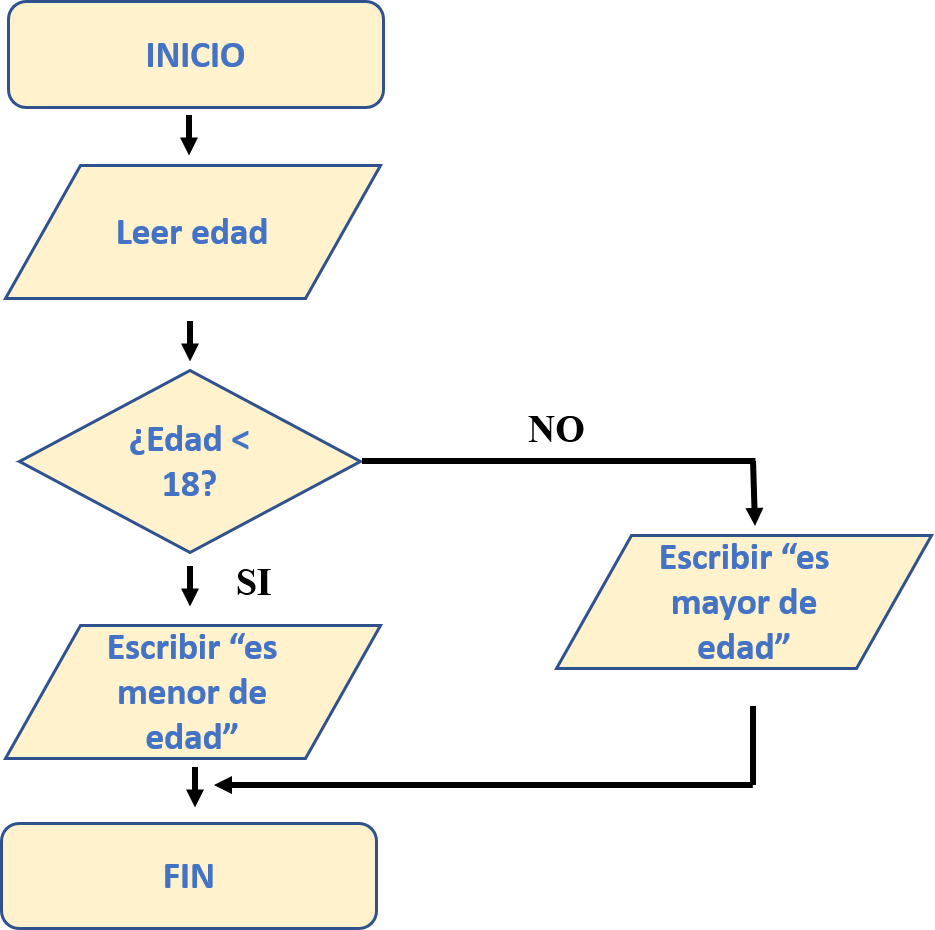 INICIO
Leer edad
¿Edad <
18?
NO
SI
Escribir “es
mayor de
edad”
Escribir “es
menor de
edad”
FIN